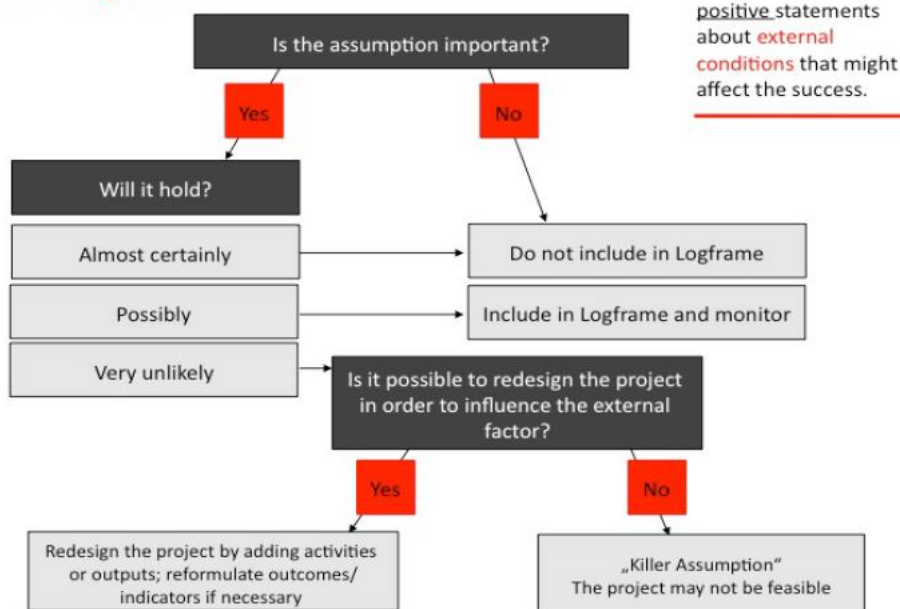 positive statements
about external
conditions that might
affect the success.
Is the assumption important?
Yes
No
Will it hold?
Almost certainly
Do not include in Logframe
Possibly
Include in Logframe and monitor
Very unlikely
Is it possible to redesign the project
in order to influence the external
factor?
Yes
No
Redesign the project by adding activities
or outputs; reformulate outcomes/
indicators if necessary
„Killer Assumption“
The project may not be feasible